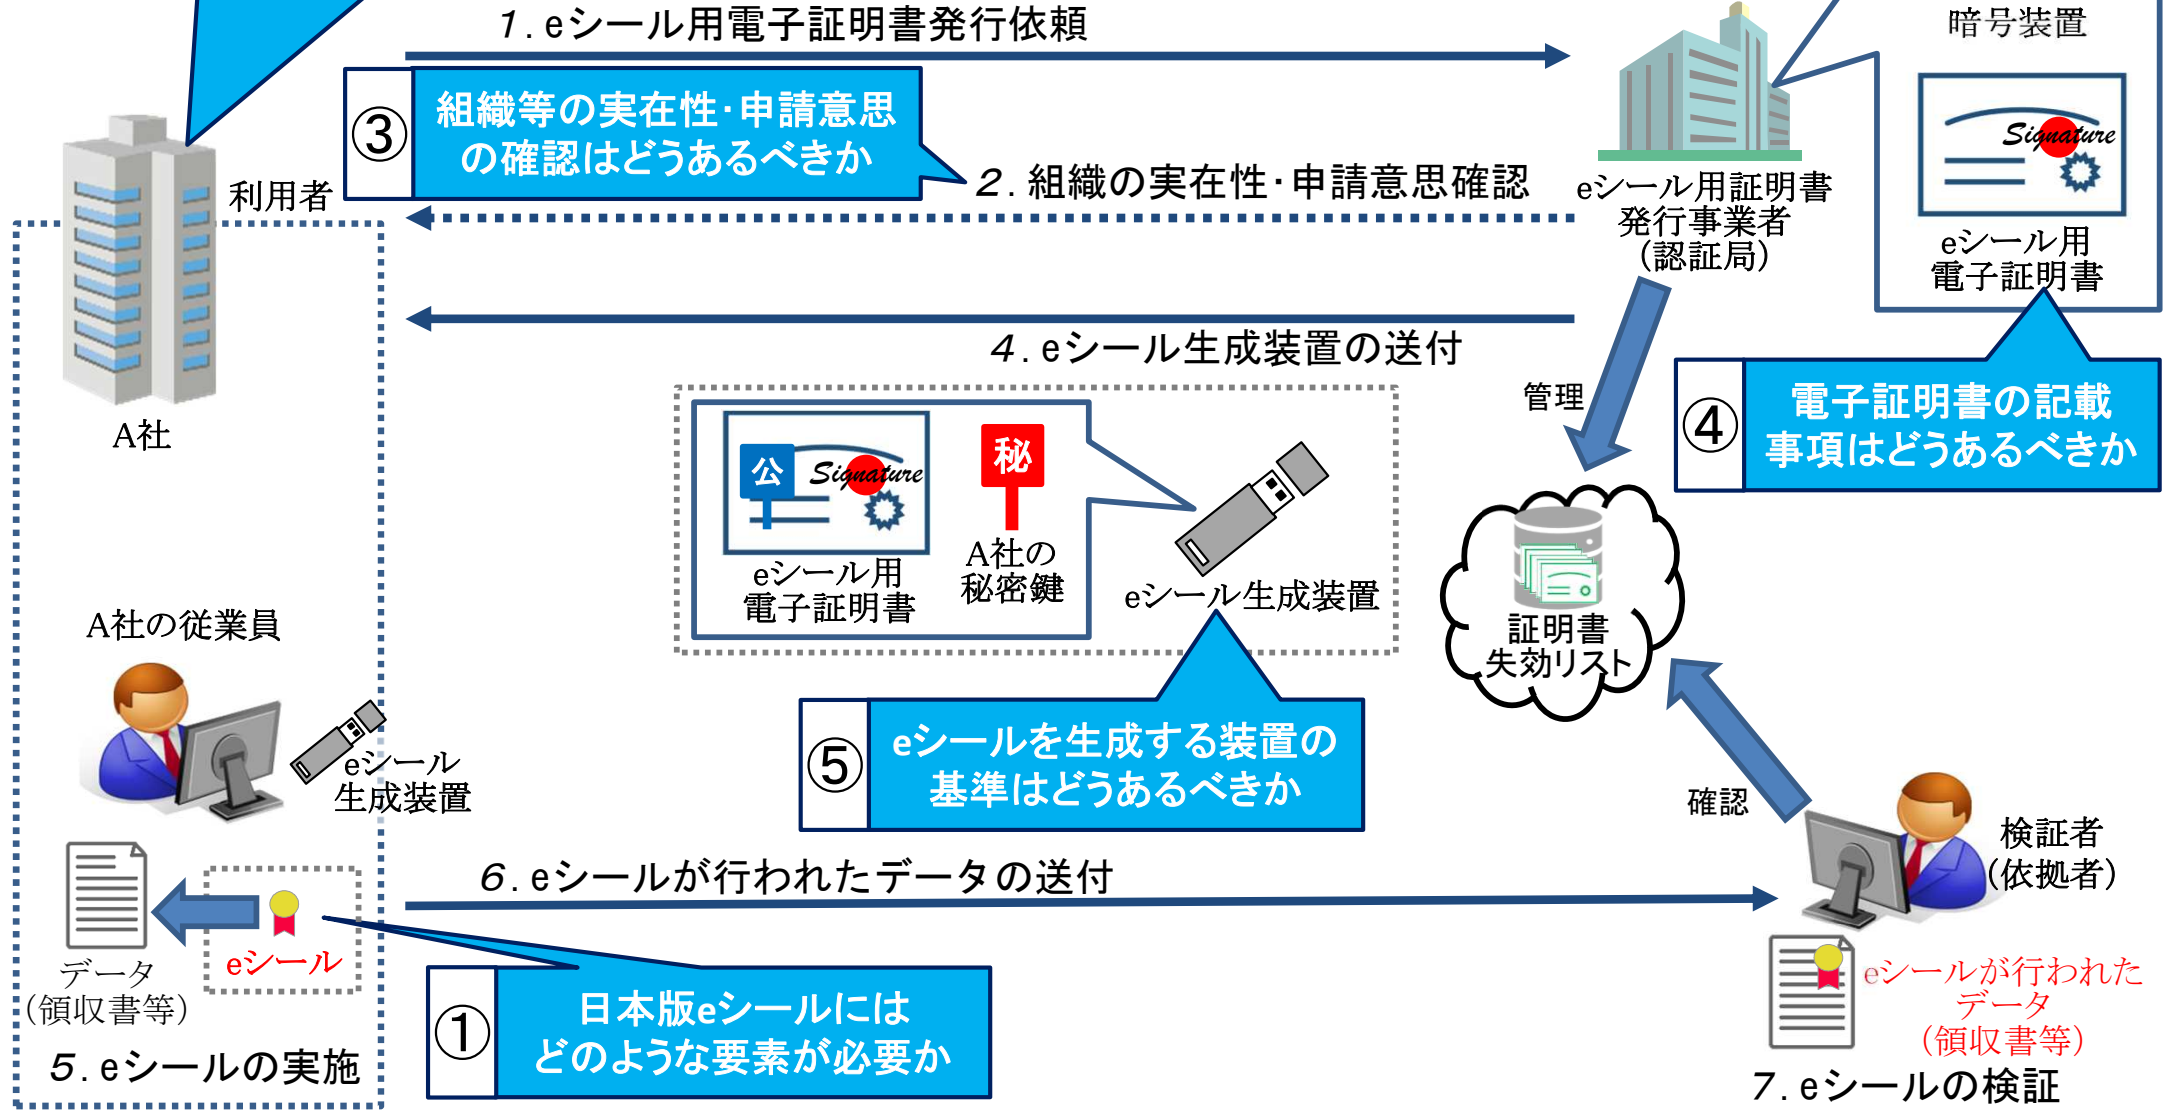 1. eシール用電子証明書発行依頼
暗号装置
③
組織等の実在性・申請意思
の確認はどうあるべきか
Signature
利用者
2. 組織の実在性・申請意思確認
eシール用証明書
発行事業者
（認証局）
eシール用
電子証明書
4. eシール生成装置の送付
管理
④
電子証明書の記載
事項はどうあるべきか
A社
公
Signature
秘
eシール用
電子証明書
A社の
秘密鍵
eシール生成装置
証明書
失効リスト
A社の従業員
eシール
生成装置
⑤
eシールを生成する装置の
基準はどうあるべきか
確認
検証者
（依拠者）
6. eシールが行われたデータの送付
eシール
データ
（領収書等）
①
日本版eシールには
どのような要素が必要か
eシールが行われた
データ
（領収書等）
5. eシールの実施
7. eシールの検証